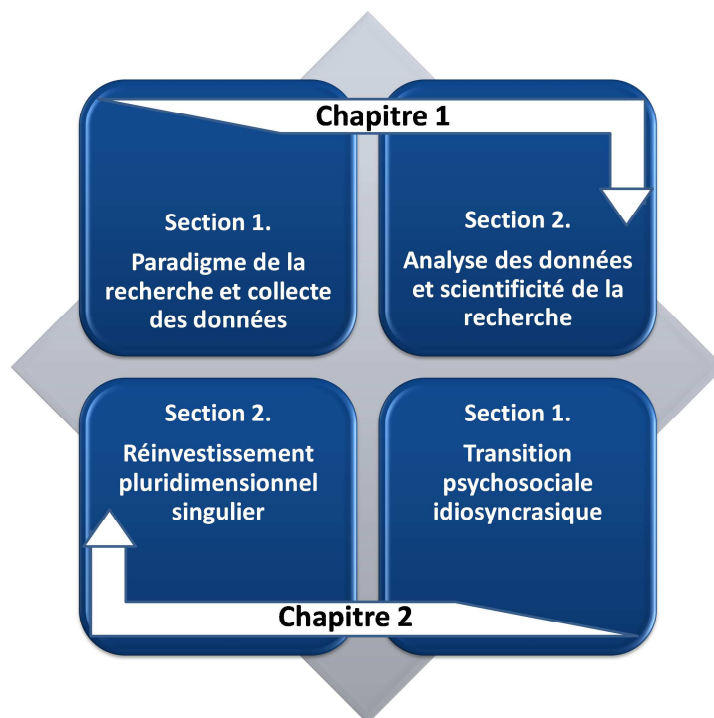 Chapitre 1
Section 1.
Paradigme de la
recherche et collecte
des données
Section 2.
Analyse des données
et scientificité de la
recherche
Section 2.
Réinvestissement
pluridimensionnel
singulier
Section 1.
Transition
psychosociale
idiosyncrasique
Chapitre 2